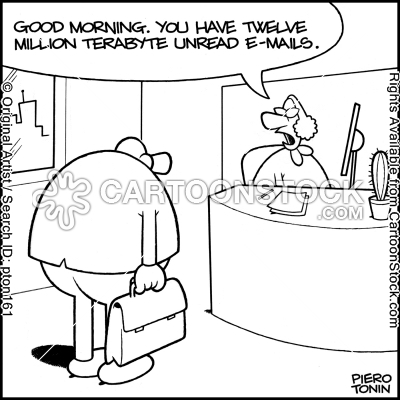 GOOD MORNING. YOU HAVE TWELVE
MILLION TERABYTE UNREAD E-MAILS.
© Original Artist / Search ID: pton161
Rights Available from CartoonStock.com
CARTOONSTOCK
.COM
PIERO
TONIN